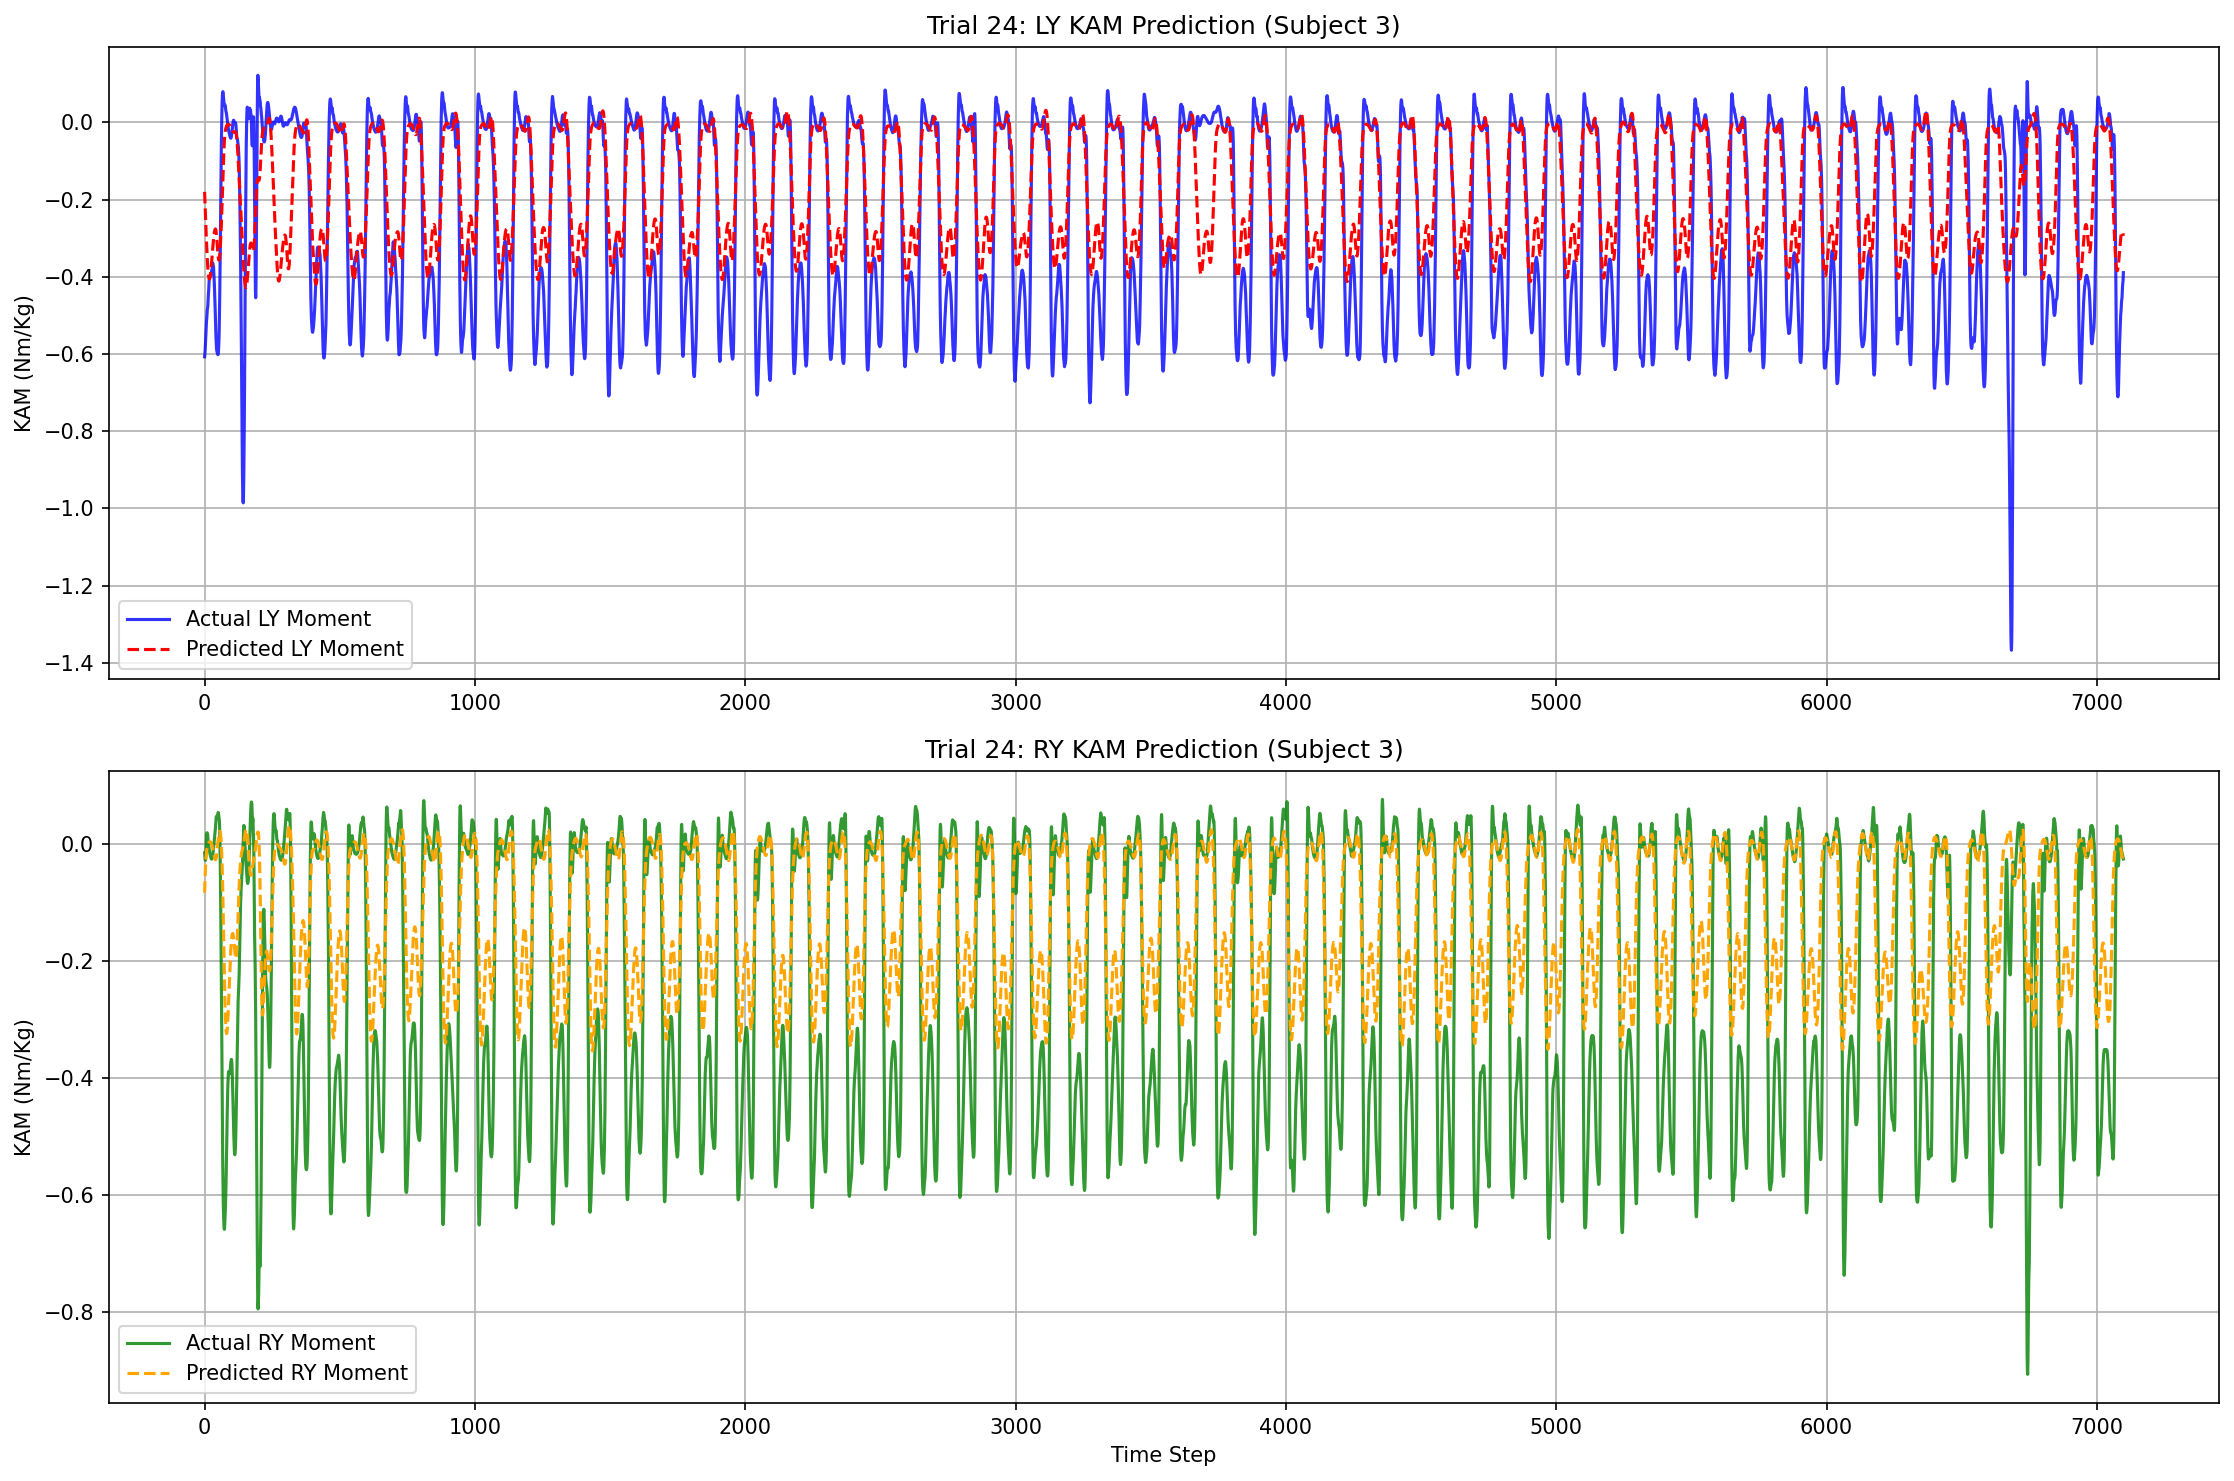 Trial 24: LY KAM Prediction (Subject 3)
KAM (Nm/Kg)
0.0
−0.2
−0.4
−0.6
−0.8
−1.0
−1.2
−1.4
Actual LY Moment
Predicted LY Moment
0 1000 2000 3000 4000 5000 6000 7000
Trial 24: RY KAM Prediction (Subject 3)
KAM (Nm/Kg)
0.0
−0.2
−0.4
−0.6
−0.8
Actual RY Moment
Predicted RY Moment
0 1000 2000 3000 4000 5000 6000 7000
Time Step